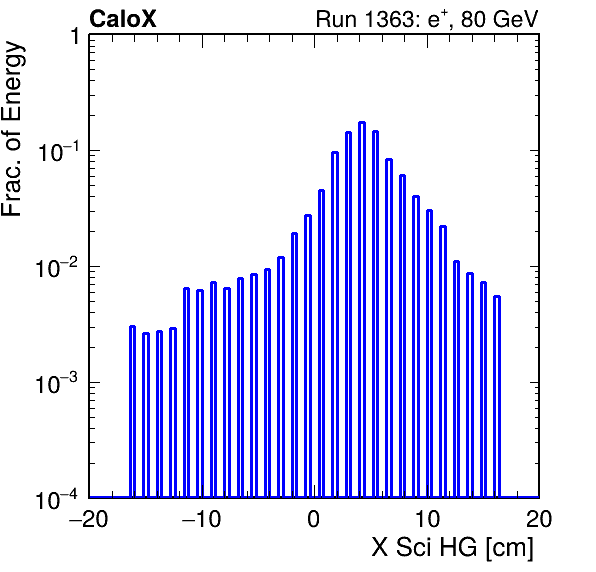 CaloX
Run 1363: e⁺, 80 GeV
Frac. of Energy
1
10⁻¹
10⁻²
10⁻³
10⁻⁴
−20
−10
0
10
20
X Sci HG [cm]